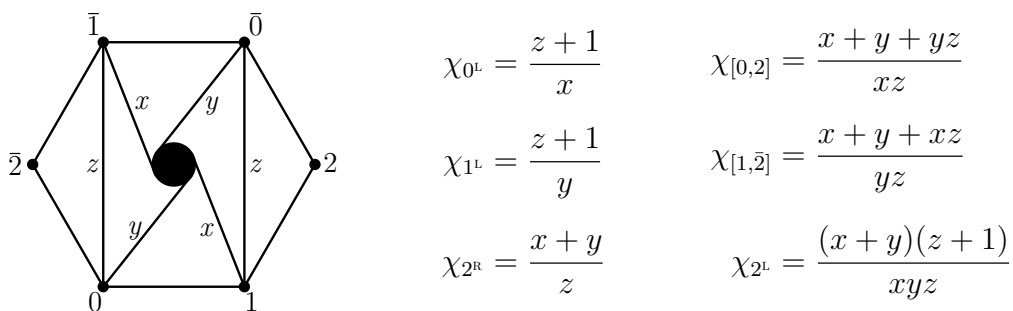 1̄ 0̄
x y
2̄ z z 2
y x
0 1
χ_{0^L} = (z + 1)/x
χ_{[0,2]} = (x + y + yz)/(xz)
χ_{1^L} = (z + 1)/y
χ_{[1,2̄]} = (x + y + xz)/(yz)
χ_{2^R} = (x + y)/z
χ_{2^L} = ((x + y)(z + 1))/(xyz)